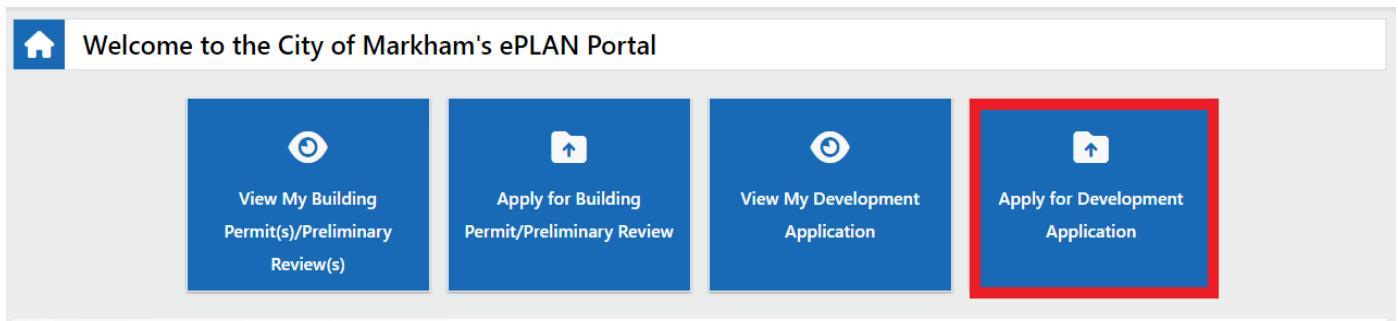 Welcome to the City of Markham's ePLAN Portal
View My Building
Permit(s)/Preliminary
Review(s)
Apply for Building
Permit/Preliminary Review
View My Development
Application
Apply for Development
Application